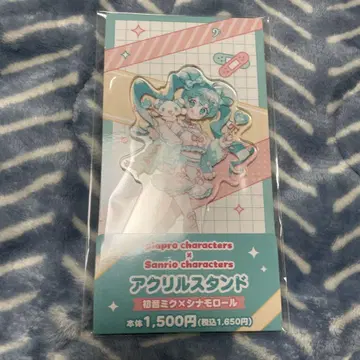 piapro characters
×
Sanrio characters
アクリルスタンド
初音ミク×シナモロール
本体1,500円(税込1,650円)